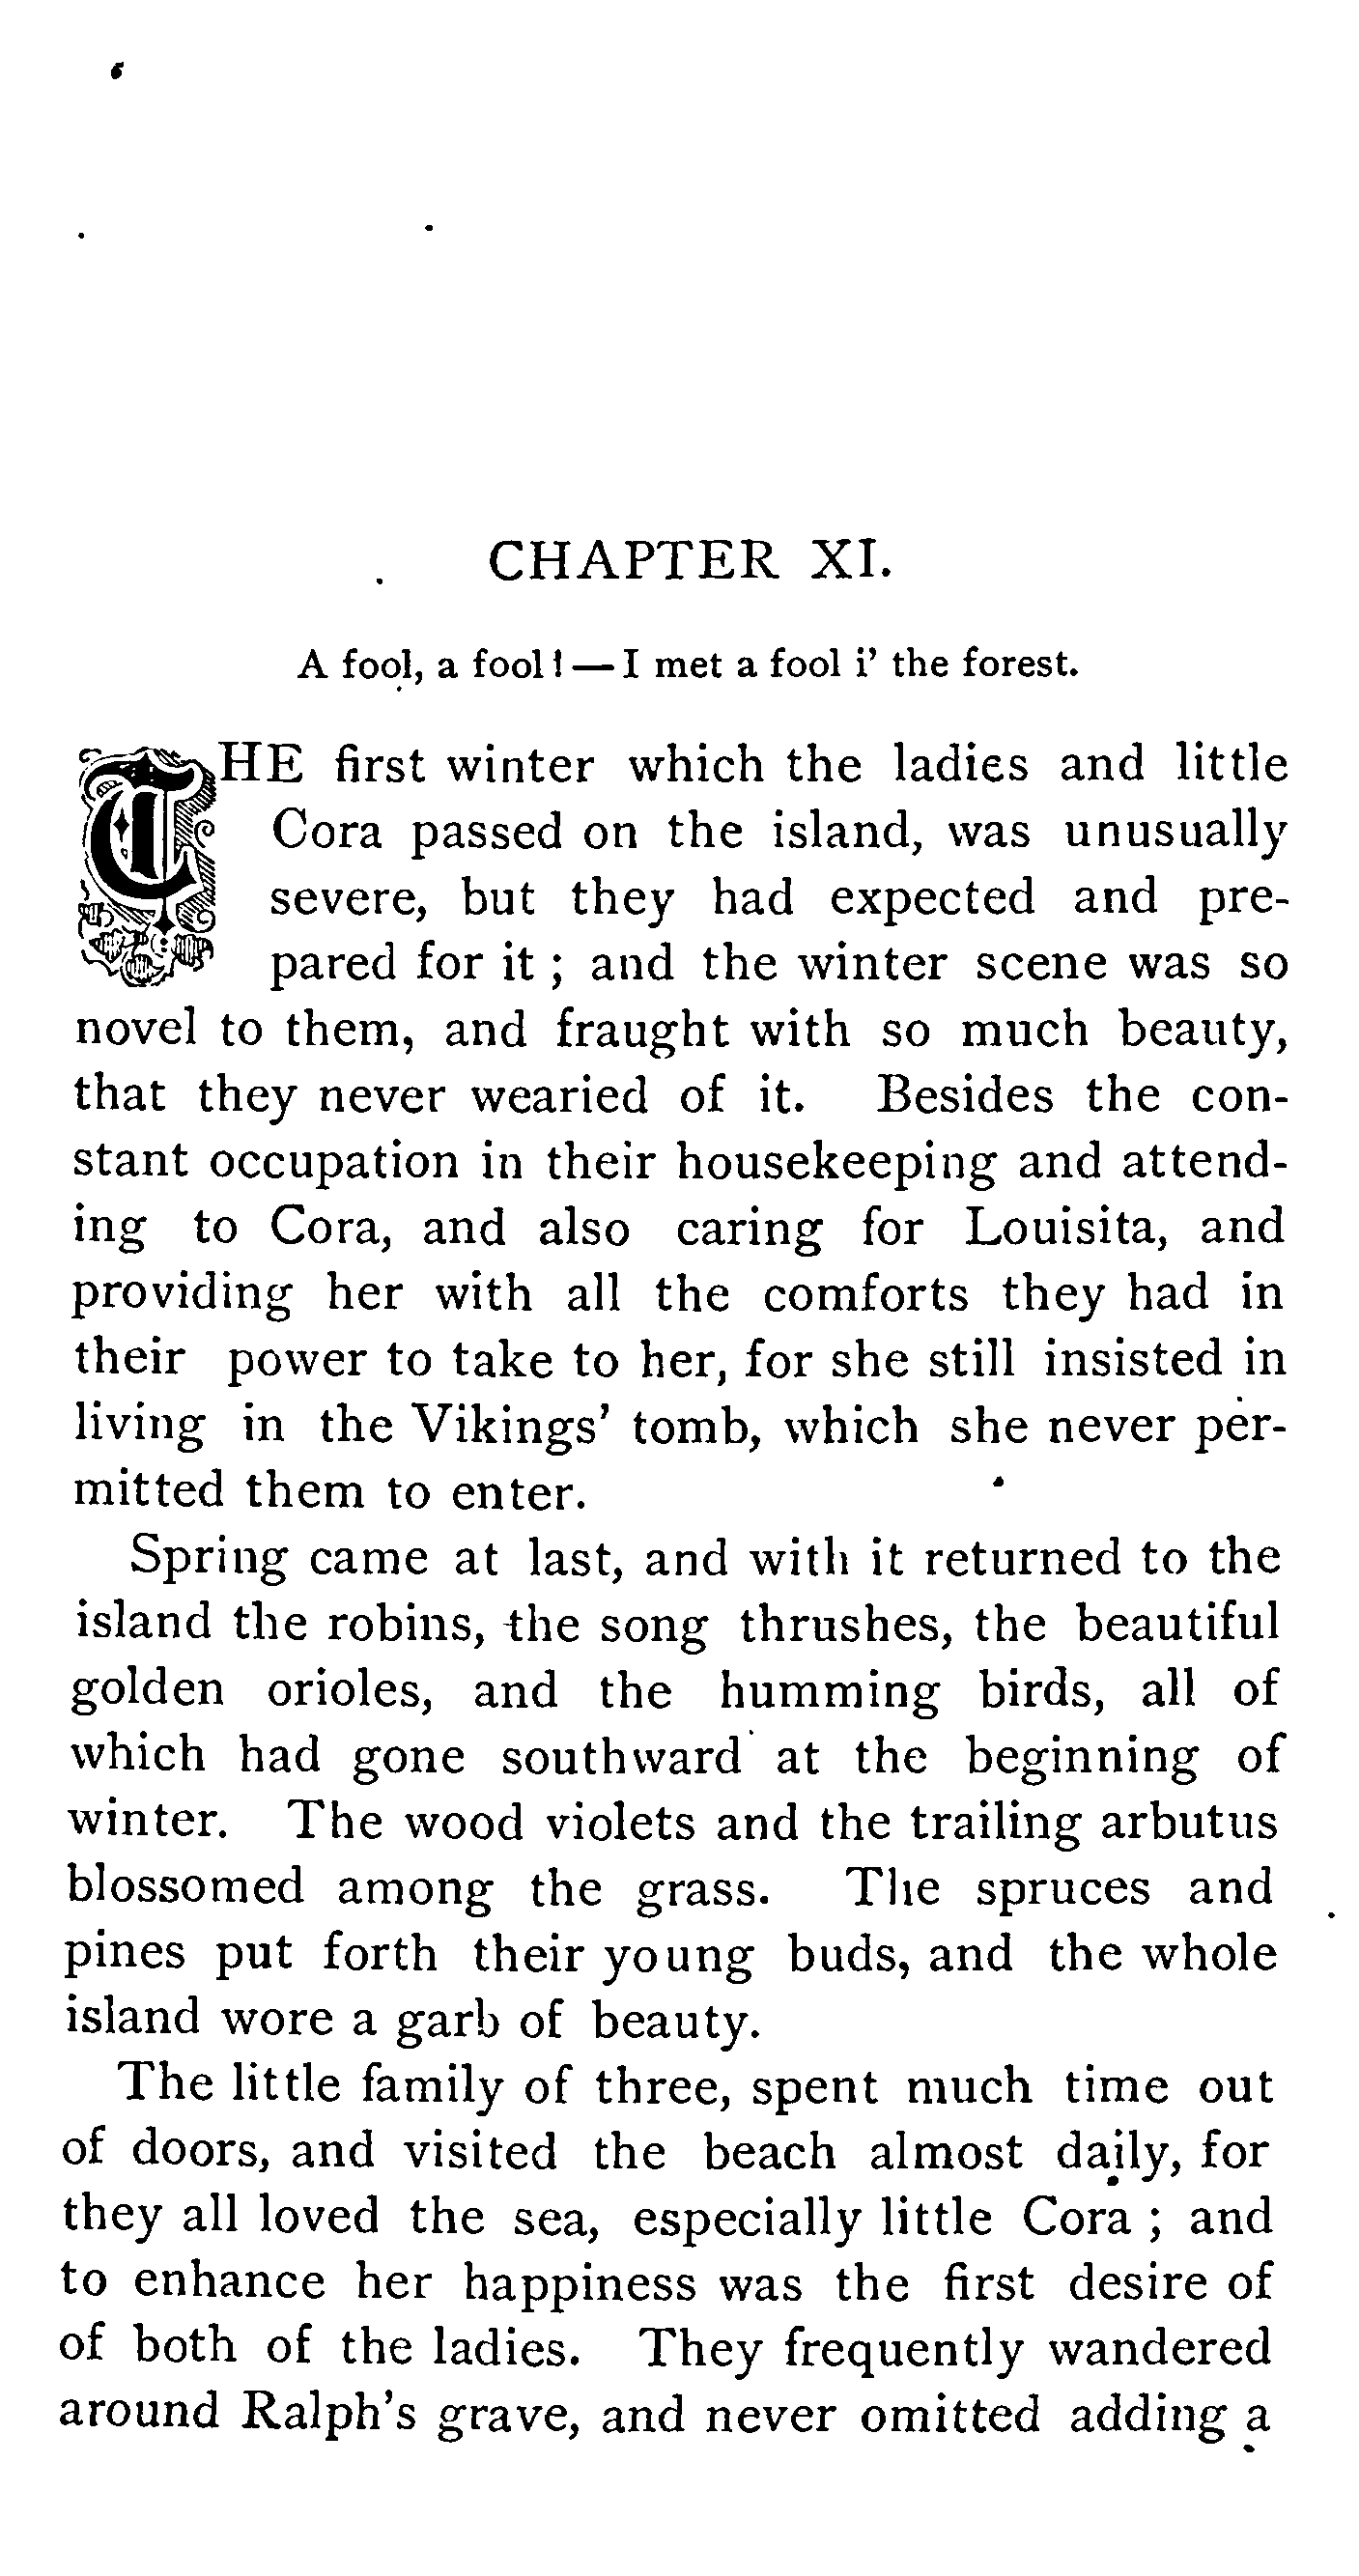 CHAPTER XI.
A fool, a fool! — I met a fool i' the forest.
THE first winter which the ladies and little
Cora passed on the island, was unusually
severe, but they had expected and pre-
pared for it ; and the winter scene was so
novel to them, and fraught with so much beauty,
that they never wearied of it. Besides the con-
stant occupation in their housekeeping and attend-
ing to Cora, and also caring for Louisita, and
providing her with all the comforts they had in
their power to take to her, for she still insisted in
living in the Vikings' tomb, which she never per-
mitted them to enter.
Spring came at last, and with it returned to the
island the robins, the song thrushes, the beautiful
golden orioles, and the humming birds, all of
which had gone southward at the beginning of
winter. The wood violets and the trailing arbutus
blossomed among the grass. The spruces and
pines put forth their young buds, and the whole
island wore a garb of beauty.
The little family of three, spent much time out
of doors, and visited the beach almost daily, for
they all loved the sea, especially little Cora ; and
to enhance her happiness was the first desire of
of both of the ladies. They frequently wandered
around Ralph's grave, and never omitted adding a